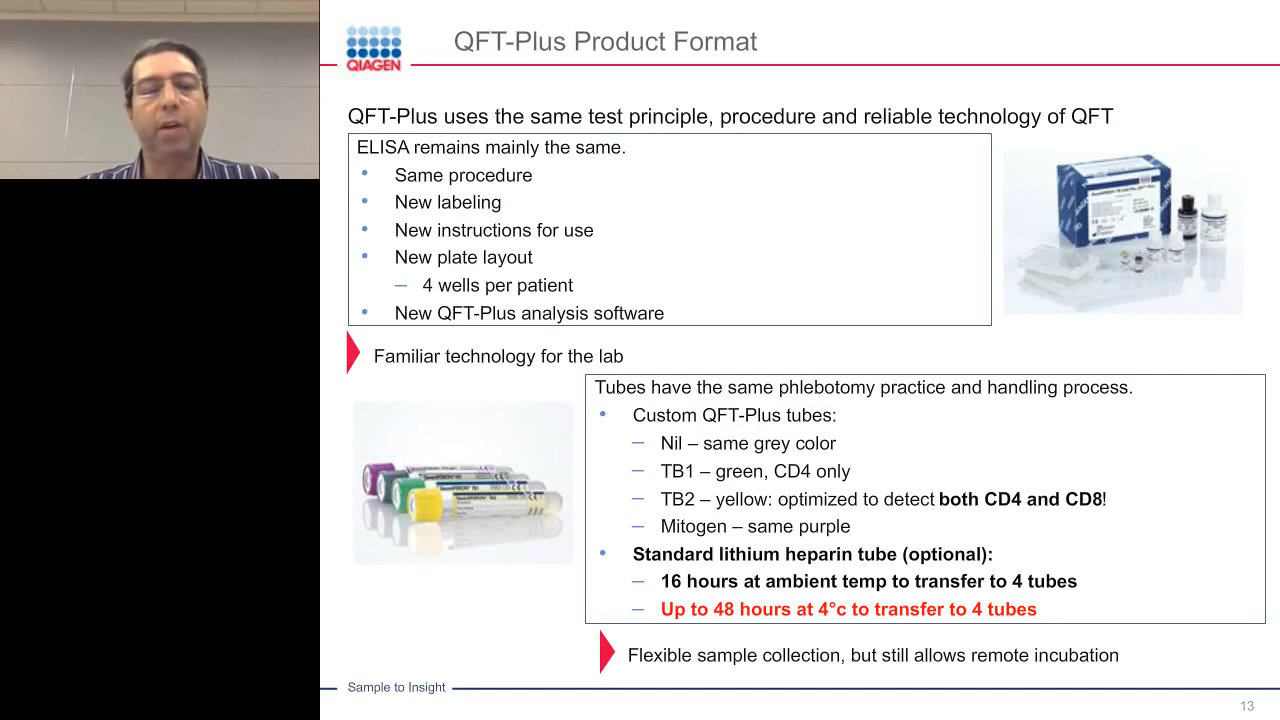 QIAGEN
QFT-Plus Product Format
QFT-Plus uses the same test principle, procedure and reliable technology of QFT
ELISA remains mainly the same.
• Same procedure
• New labeling
• New instructions for use
• New plate layout
– 4 wells per patient
• New QFT-Plus analysis software
Familiar technology for the lab
Tubes have the same phlebotomy practice and handling process.
• Custom QFT-Plus tubes:
– Nil – same grey color
– TB1 – green, CD4 only
– TB2 – yellow: optimized to detect both CD4 and CD8!
– Mitogen – same purple
• Standard lithium heparin tube (optional):
– 16 hours at ambient temp to transfer to 4 tubes
– Up to 48 hours at 4°c to transfer to 4 tubes
Flexible sample collection, but still allows remote incubation
Sample to Insight
13